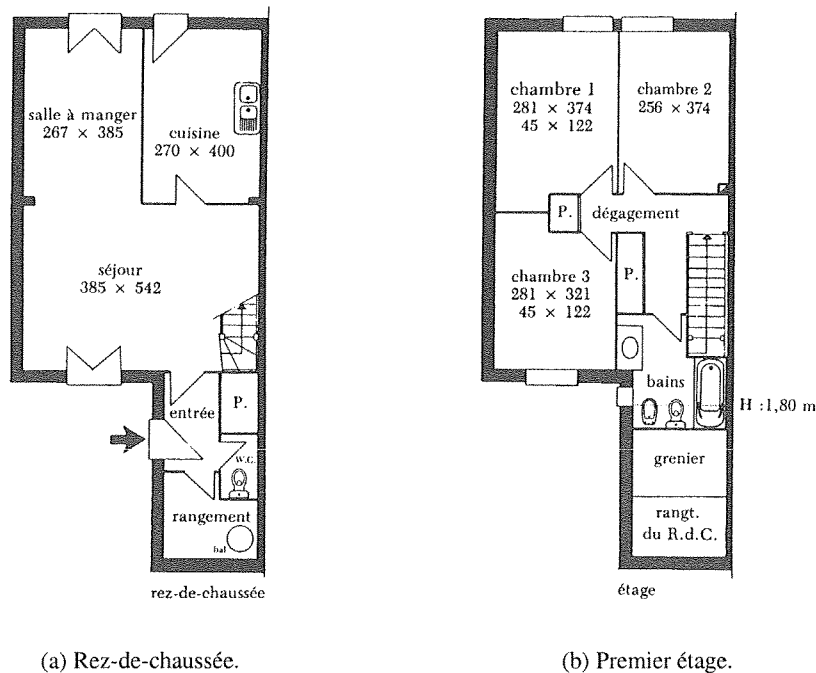 salle à manger
267 × 385
cuisine
270 × 400
séjour
385 × 542
entrée
P.
W.C.
rangement
bal
rez-de-chaussée
chambre 1
281 × 374
45 × 122
chambre 2
256 × 374
P.
dégagement
chambre 3
281 × 321
45 × 122
P.
bains
H :1,80 m
grenier
rangt.
du R.d.C.
étage
(a) Rez-de-chaussée.
(b) Premier étage.